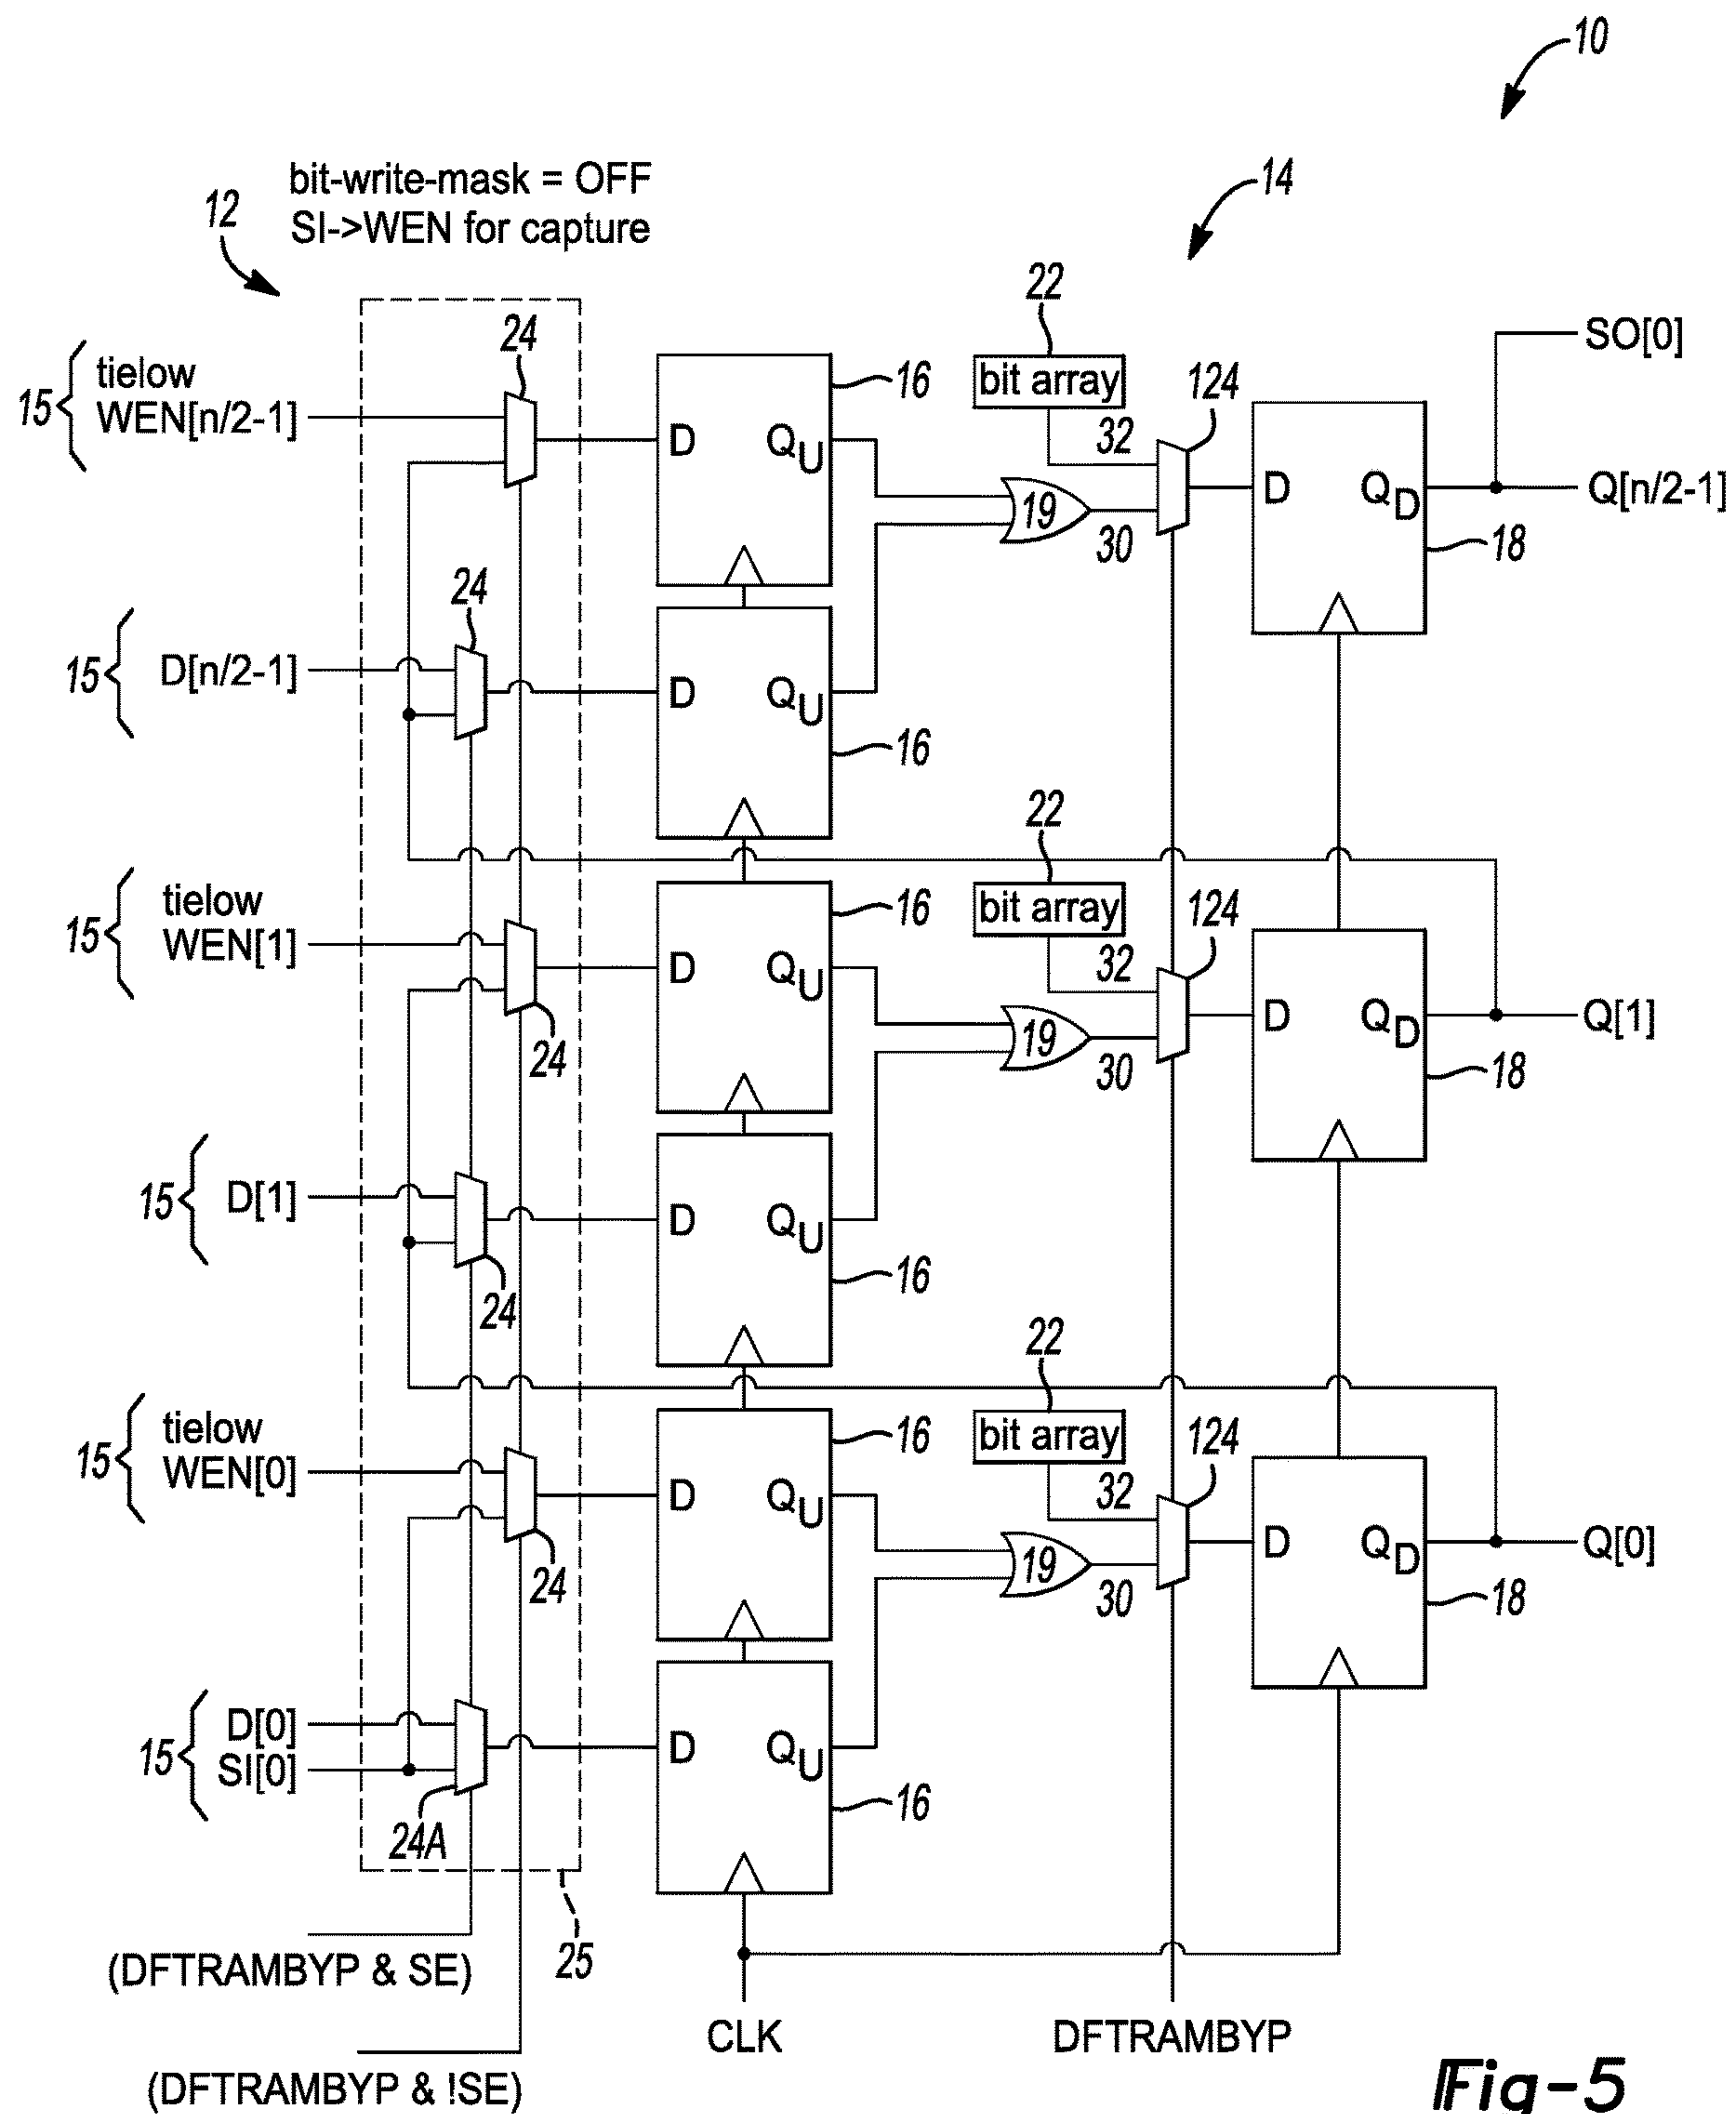 10
bit-write-mask = OFF
SI->WEN for capture
12
14
22
24
SO[0]
15
tielow
WEN[n/2-1]
16
bit array
124
D
QU
32
19
30
D
QD
Q[n/2-1]
18
24
15
D[n/2-1]
D
QU
16
22
15
tielow
WEN[1]
16
bit array
124
D
QU
32
24
19
30
D
QD
Q[1]
18
15
D[1]
D
QU
24
16
22
15
tielow
WEN[0]
16
bit array
124
D
QU
32
24
19
30
D
QD
Q[0]
18
15
D[0]
SI[0]
D
QU
24A
16
25
(DFTRAMBYP & SE)
CLK
DFTRAMBYP
(DFTRAMBYP & !SE)
Fig-5